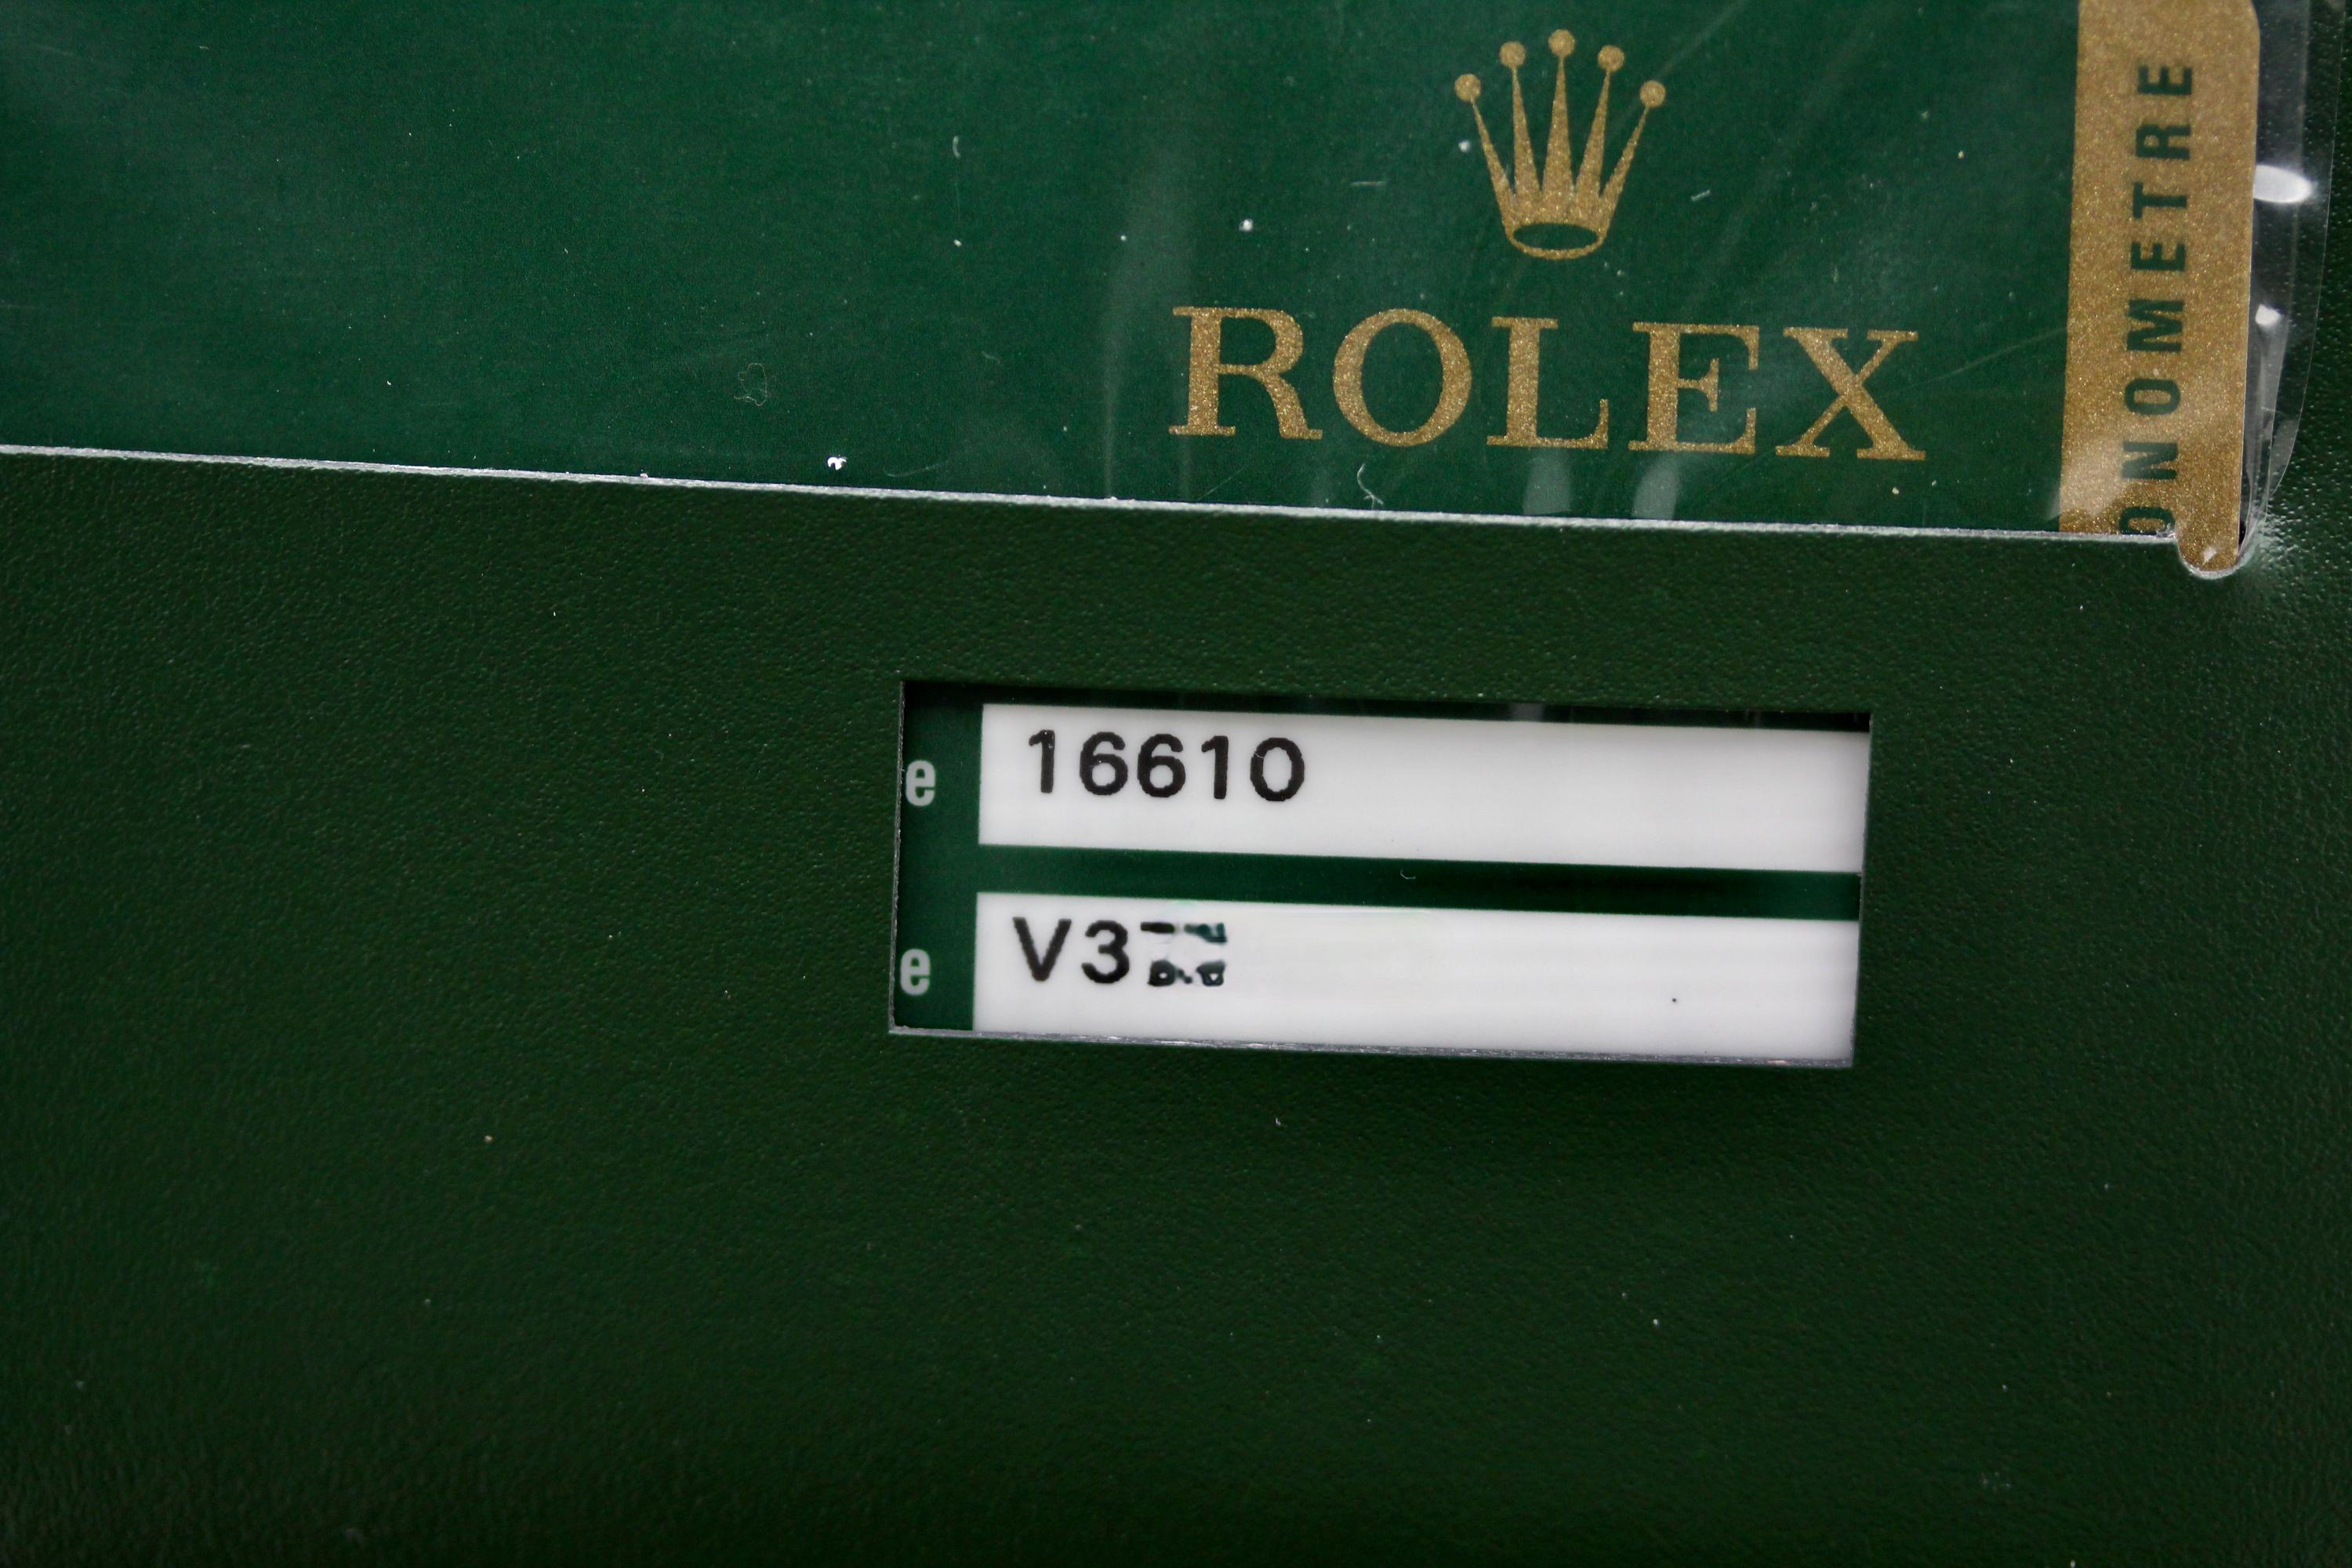 ROLEX
ONOMETRE
e 16610
e V3